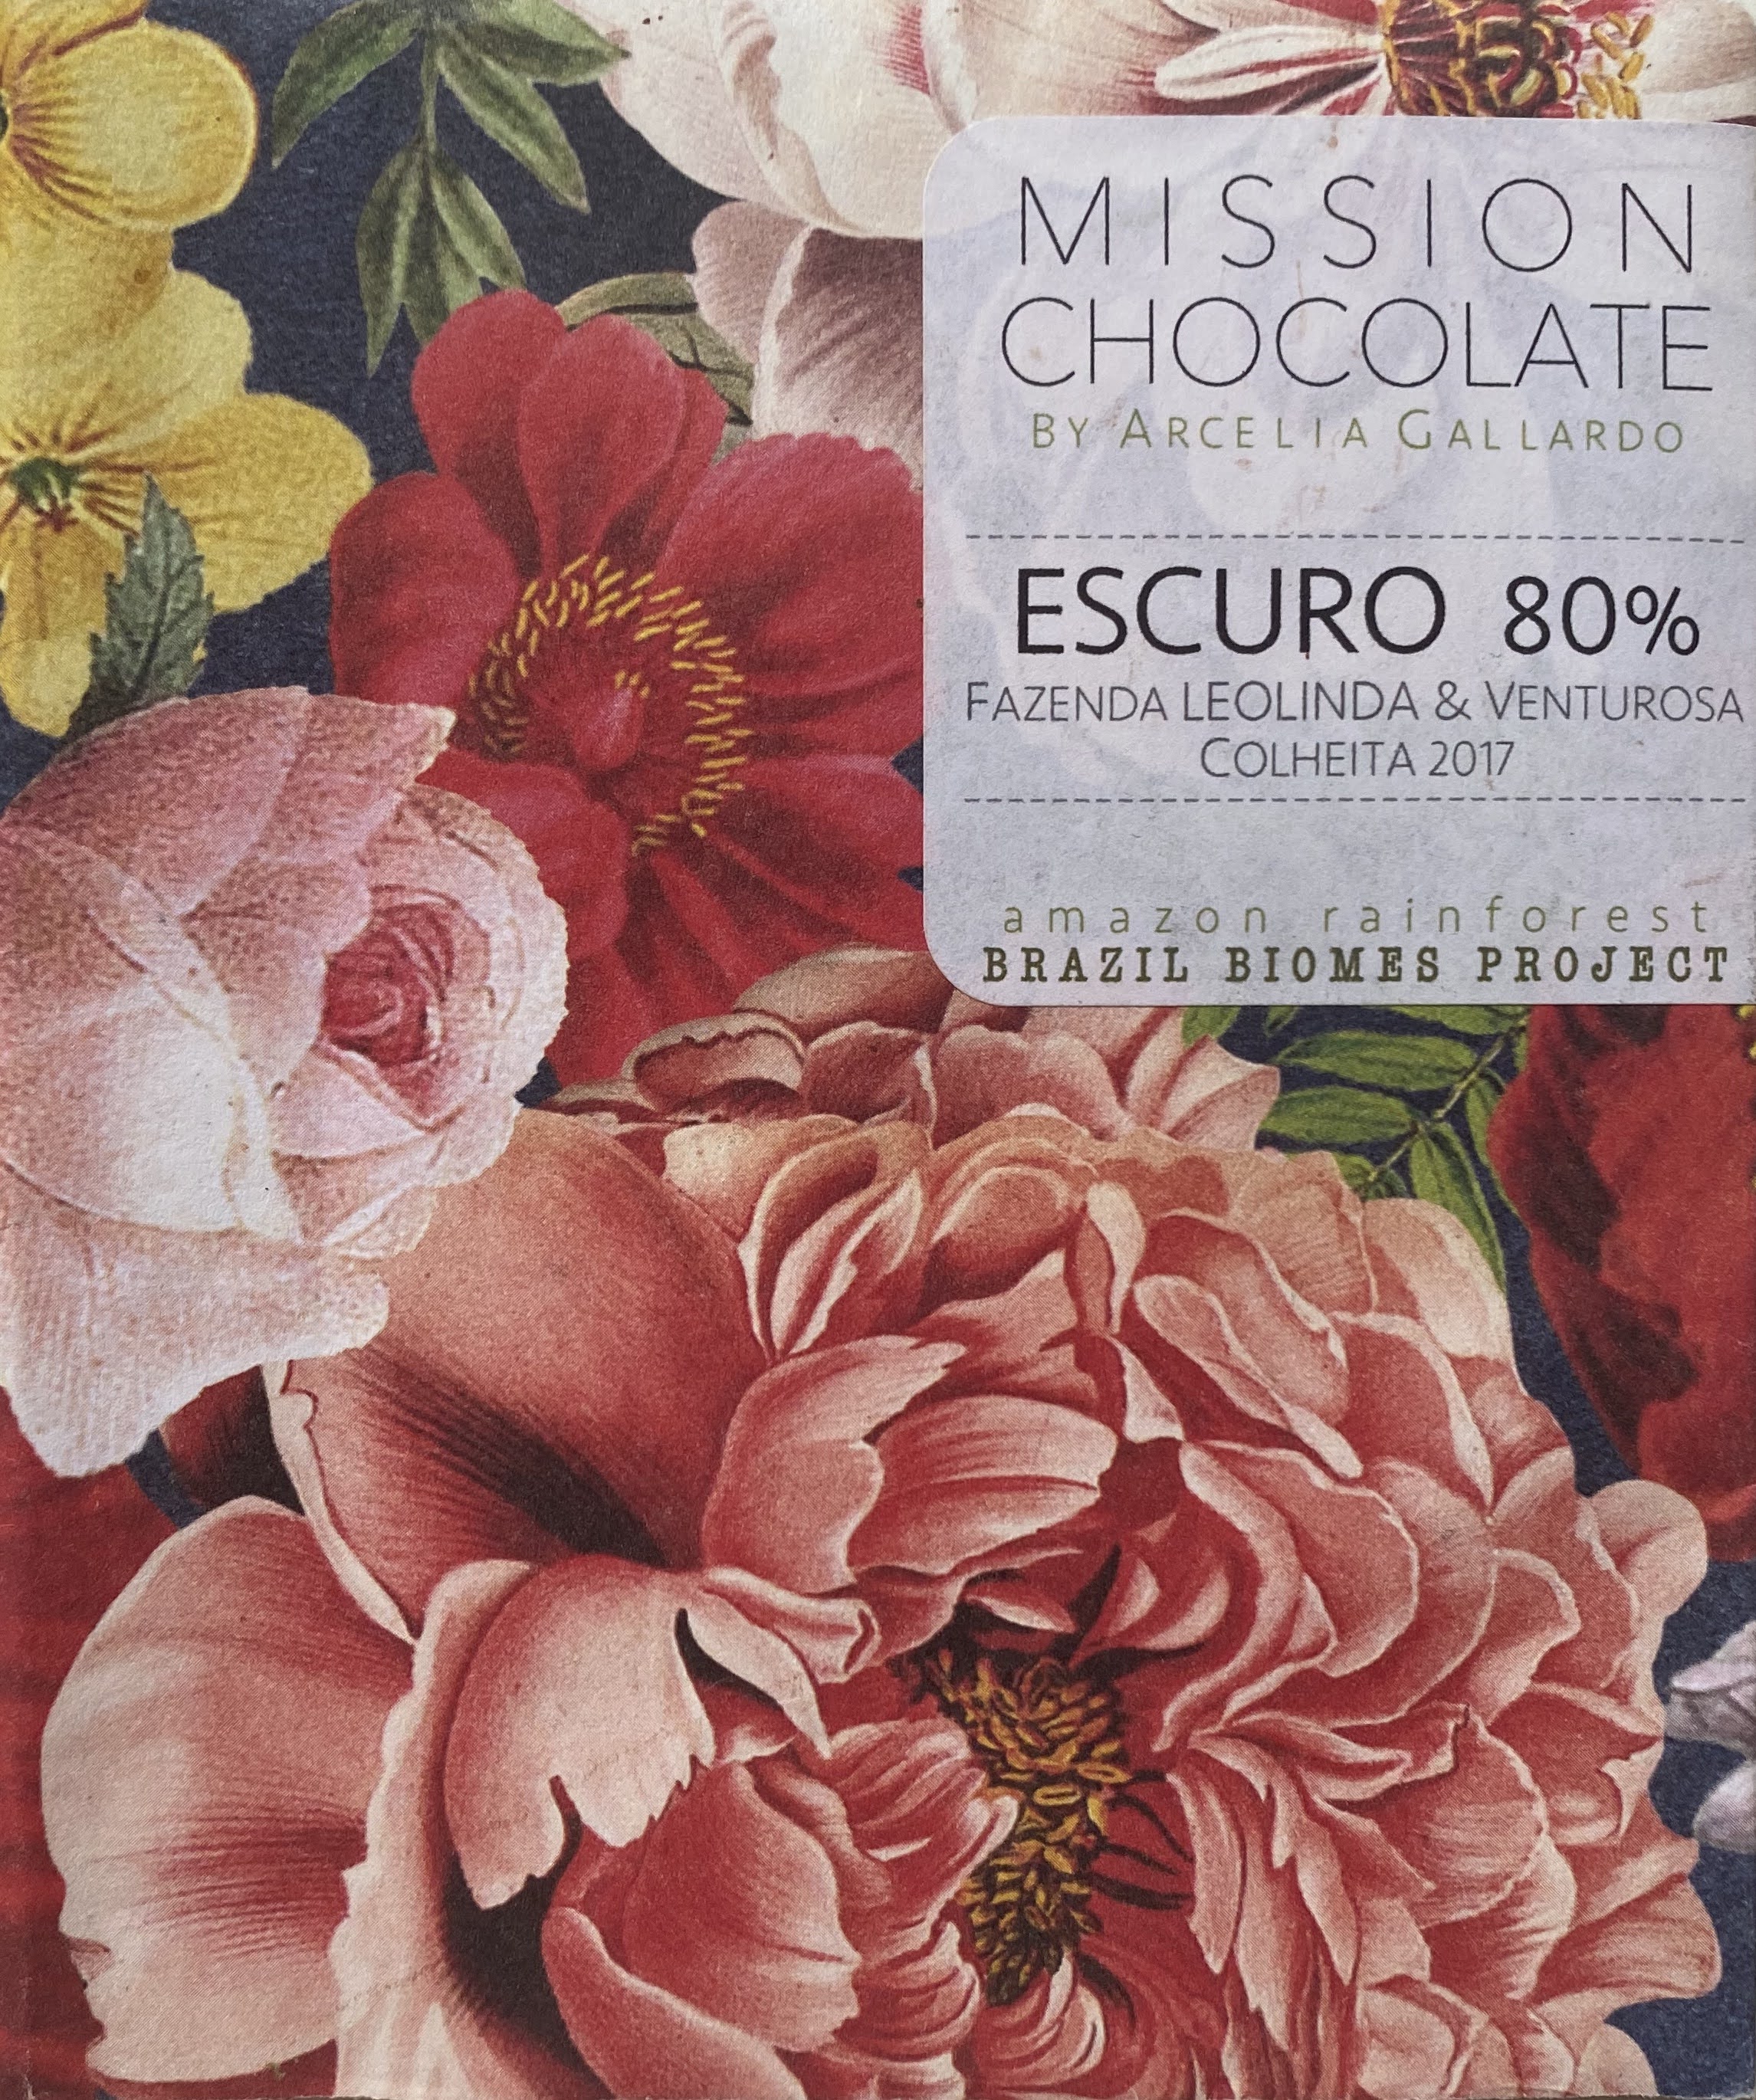 MISSION
CHOCOLATE
BY ARCELIA GALLARDO
ESCURO 80%
FAZENDA LEOLINDA & VENTUROSA
COLHEITA 2017
amazon rainforest
BRAZIL BIOMES PROJECT